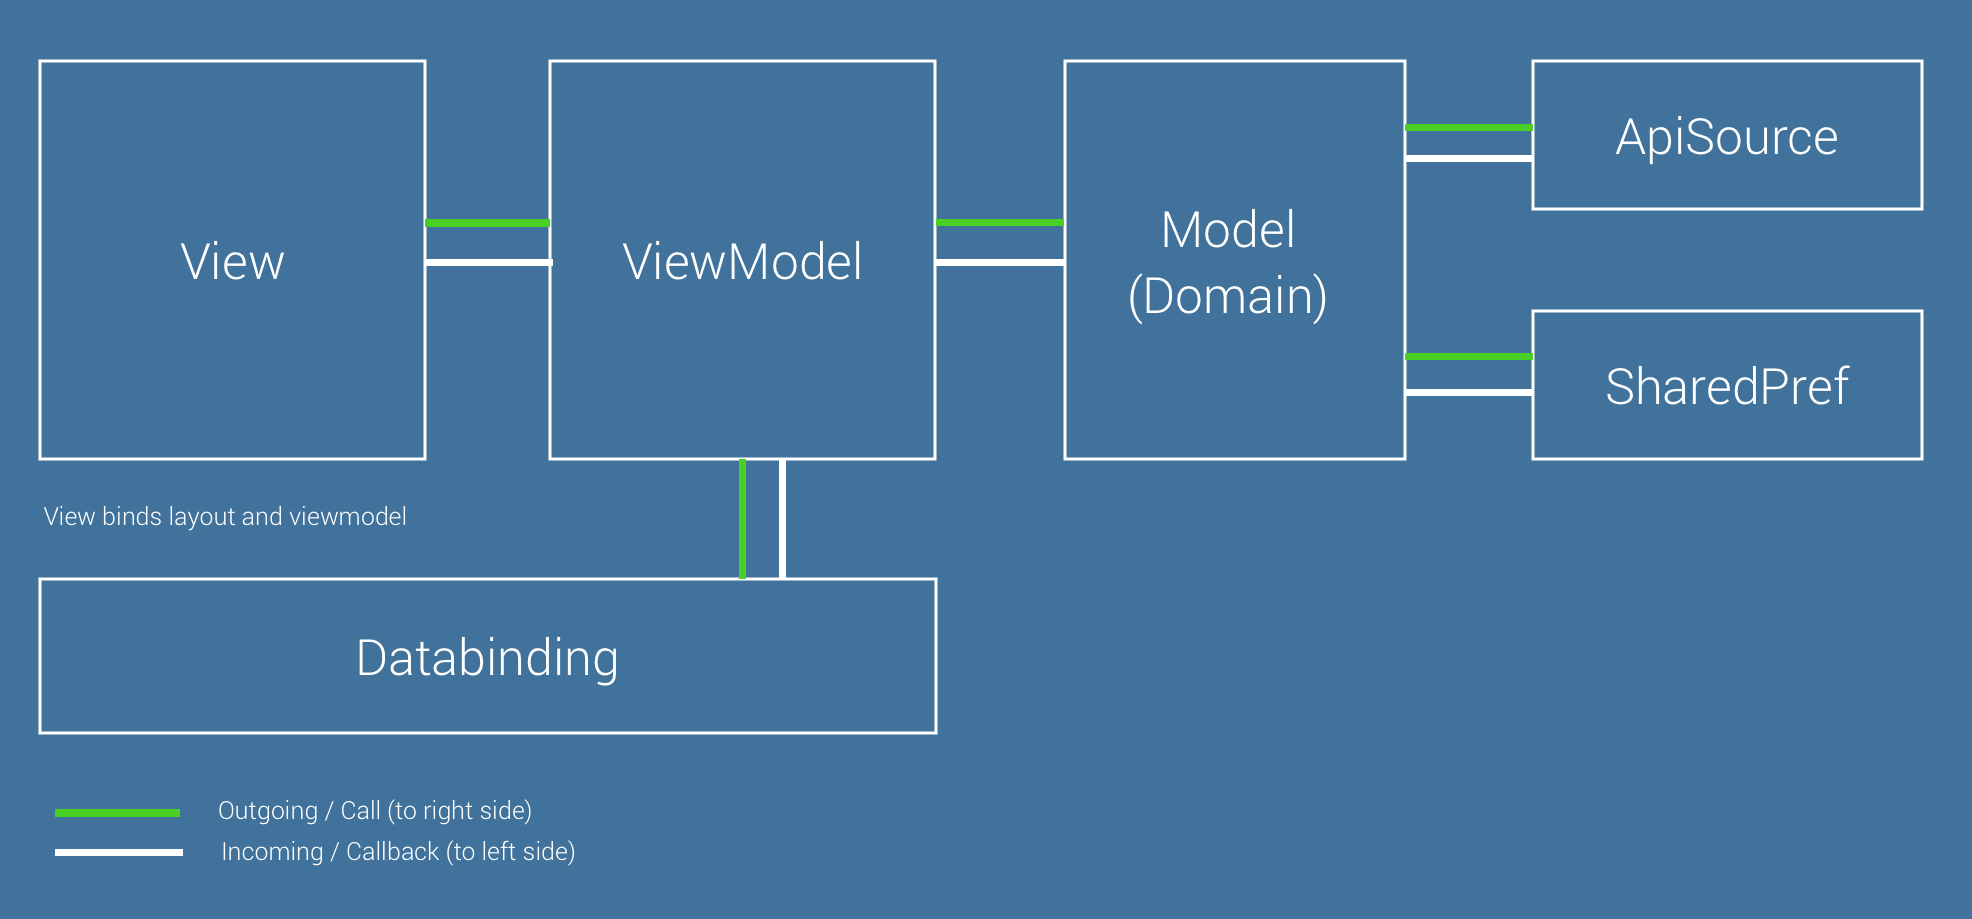 View
ViewModel
Model
(Domain)
ApiSource
SharedPref
View binds layout and viewmodel
Databinding
Outgoing / Call (to right side)
Incoming / Callback (to left side)